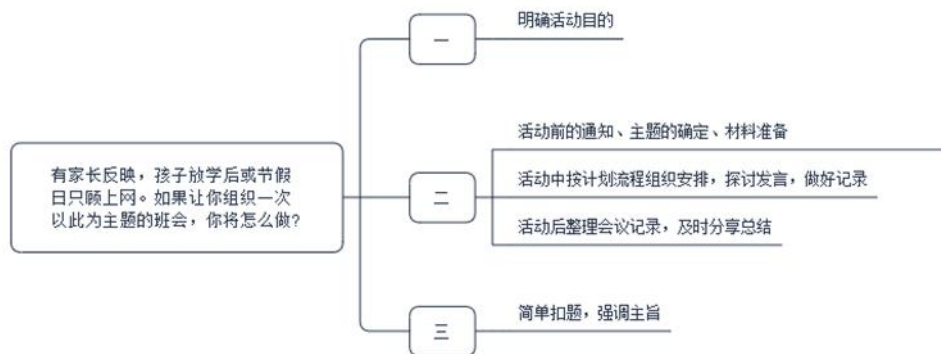 有家长反映，孩子放学后或节假
日只顾上网。如果让你组织一次
以此为主题的班会，你将怎么做?
一
明确活动目的
二
活动前的通知、主题的确定、材料准备
活动中按计划流程组织安排，探讨发言，做好记录
活动后整理会议记录，及时分享总结
三
简单扣题，强调主旨